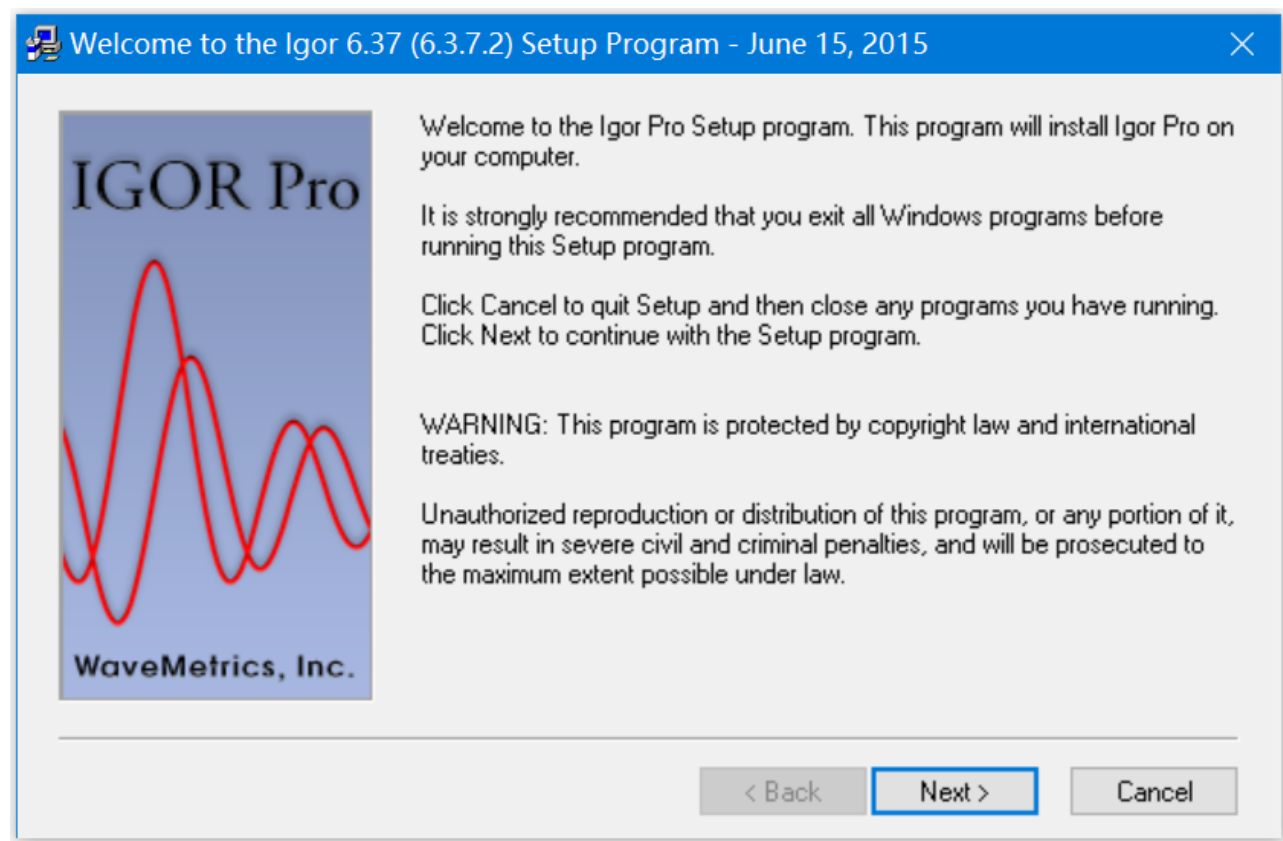 Welcome to the Igor 6.37 (6.3.7.2) Setup Program - June 15, 2015
IGOR Pro
WaveMetrics, Inc.
Welcome to the Igor Pro Setup program. This program will install Igor Pro on
your computer.
It is strongly recommended that you exit all Windows programs before
running this Setup program.
Click Cancel to quit Setup and then close any programs you have running.
Click Next to continue with the Setup program.
WARNING: This program is protected by copyright law and international
treaties.
Unauthorized reproduction or distribution of this program, or any portion of it,
may result in severe civil and criminal penalties, and will be prosecuted to
the maximum extent possible under law.
< Back
Next >
Cancel